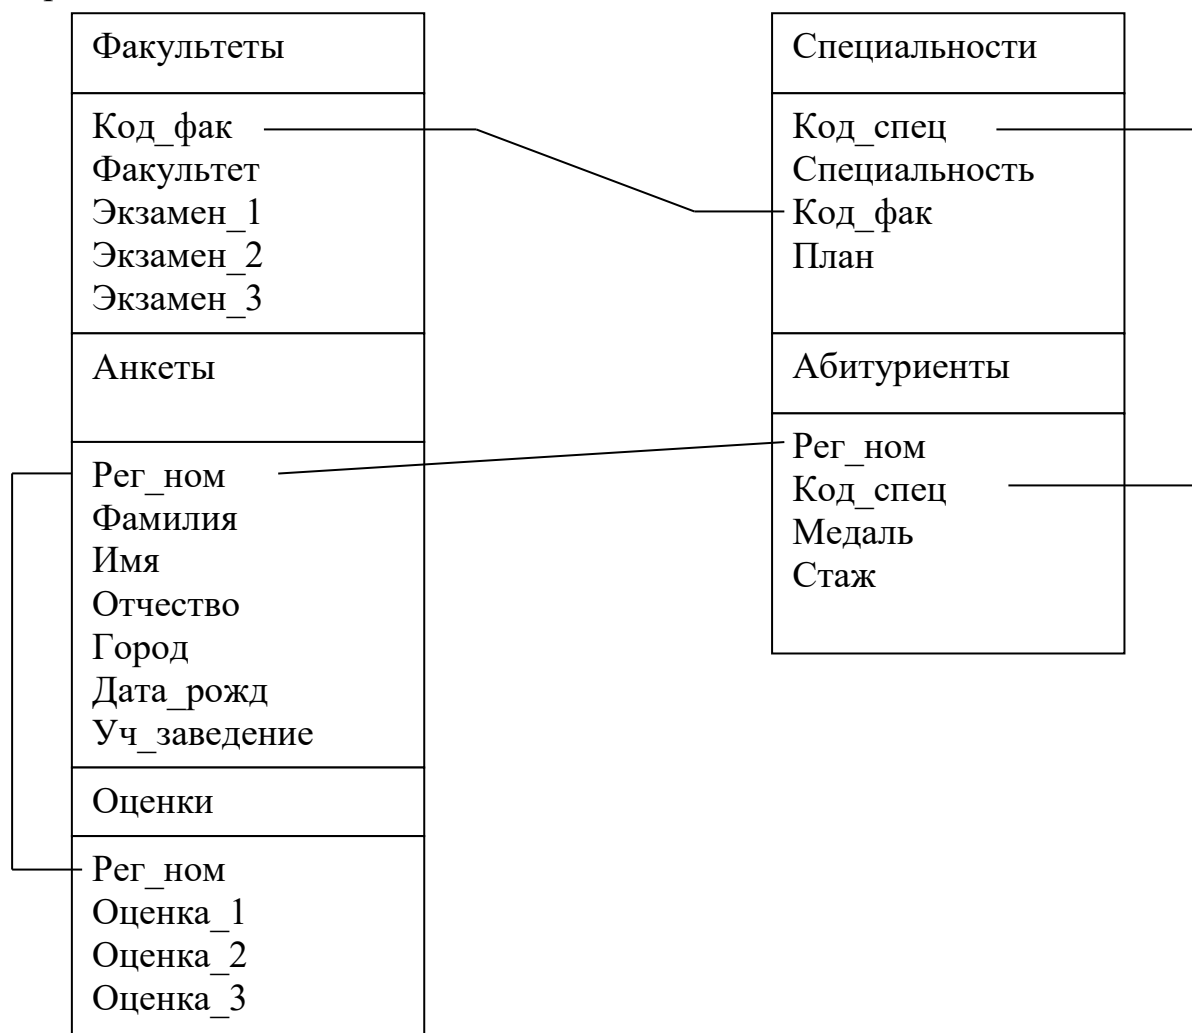 Факультеты
Код_фак
Факультет
Экзамен_1
Экзамен_2
Экзамен_3
Анкеты
Рег_ном
Фамилия
Имя
Отчество
Город
Дата_рожд
Уч_заведение
Оценки
Рег_ном
Оценка_1
Оценка_2
Оценка_3
Специальности
Код_спец
Специальность
Код_фак
План
Абитуриенты
Рег_ном
Код_спец
Медаль
Стаж